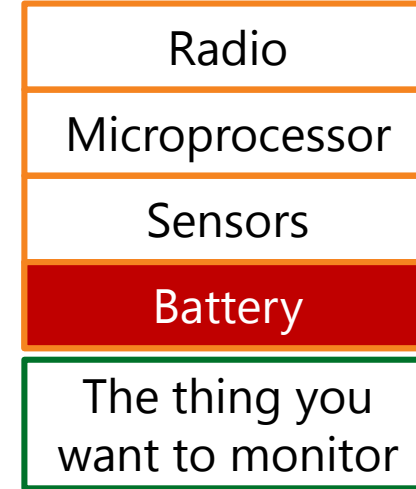 Radio
Microprocessor
Sensors
Battery
The thing you
want to monitor